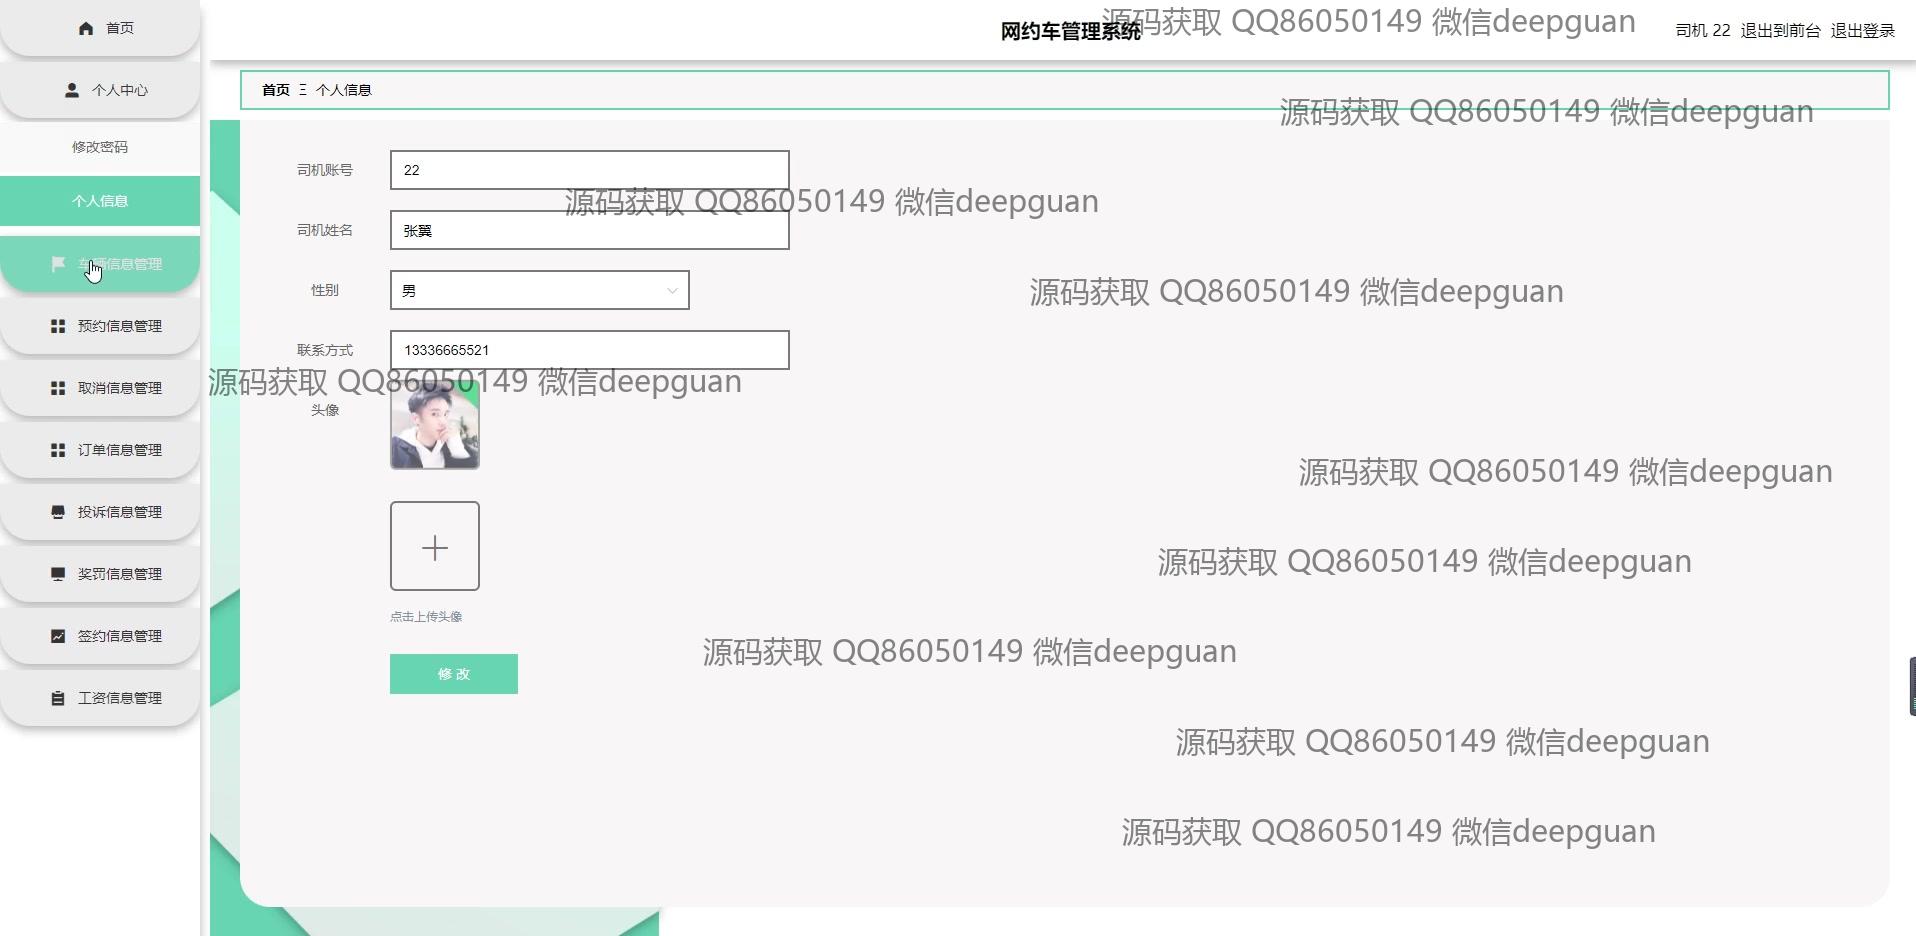 首页
个人中心
修改密码
个人信息
车辆信息管理
预约信息管理
取消信息管理
订单信息管理
投诉信息管理
奖罚信息管理
签约信息管理
工资信息管理
网约车管理系统
源码获取 QQ86050149 微信deepguan
司机 22 退出到前台 退出登录
首页 Ξ 个人信息
源码获取 QQ86050149 微信deepguan
司机账号 22
源码获取 QQ86050149 微信deepguan
司机姓名 张翼
性别 男
源码获取 QQ86050149 微信deepguan
联系方式 13336665521
源码获取 QQ86050149 微信deepguan
头像
源码获取 QQ86050149 微信deepguan
源码获取 QQ86050149 微信deepguan
点击上传头像
源码获取 QQ86050149 微信deepguan
修改
源码获取 QQ86050149 微信deepguan
源码获取 QQ86050149 微信deepguan